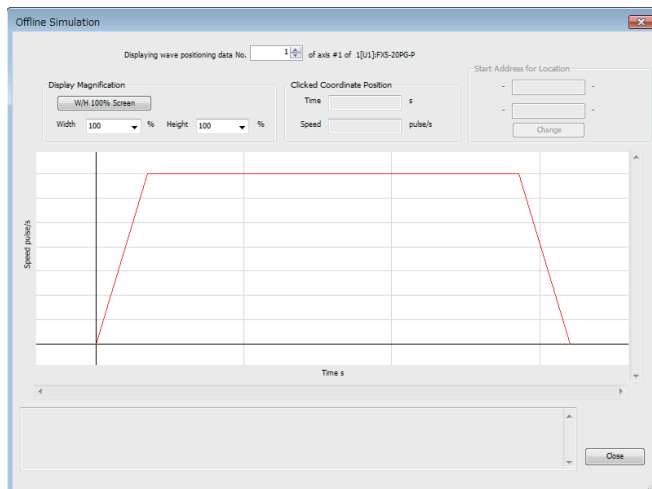 Offline Simulation
Displaying wave positioning data No. 1 of axis #1 of 1[U1]:FX5-20PG-P
Start Address for Location
Display Magnification
Clicked Coordinate Position
W/H 100% Screen
Time s
- -
- -
Width 100 % Height 100 %
Speed pulse/s
Change
Speed pulse/s
Time s
Close